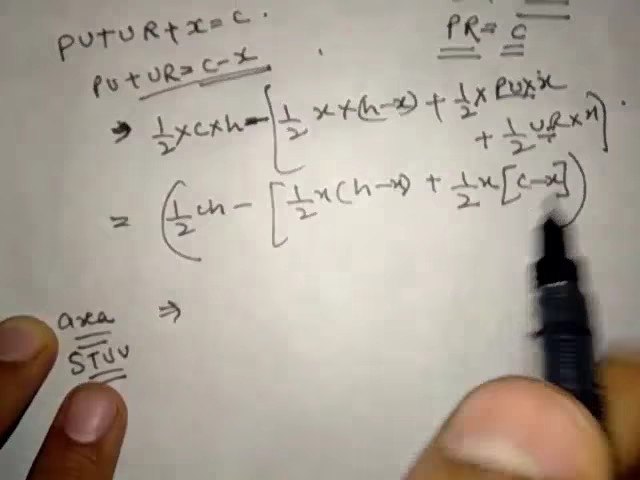 PU+UR+x=c.
PR= c
PU+UR=c-x
⇒ 1/2×c×h-[1/2 x×(h-x)+1/2×PU×x
+1/2 UR×x].
= (1/2 ch - [1/2 x(h-x) + 1/2 x[c-x])
area ⇒
STUV